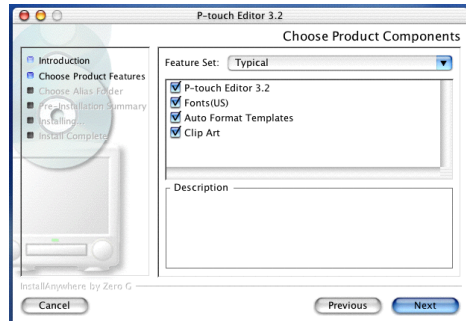 P-touch Editor 3.2
Choose Product Components
Introduction
Choose Product Features
Choose Alias Folder
Pre-Installation Summary
Installing...
Install Complete
Feature Set: Typical
P-touch Editor 3.2
Fonts(US)
Auto Format Templates
Clip Art
Description
InstallAnywhere by Zero G
Cancel
Previous
Next